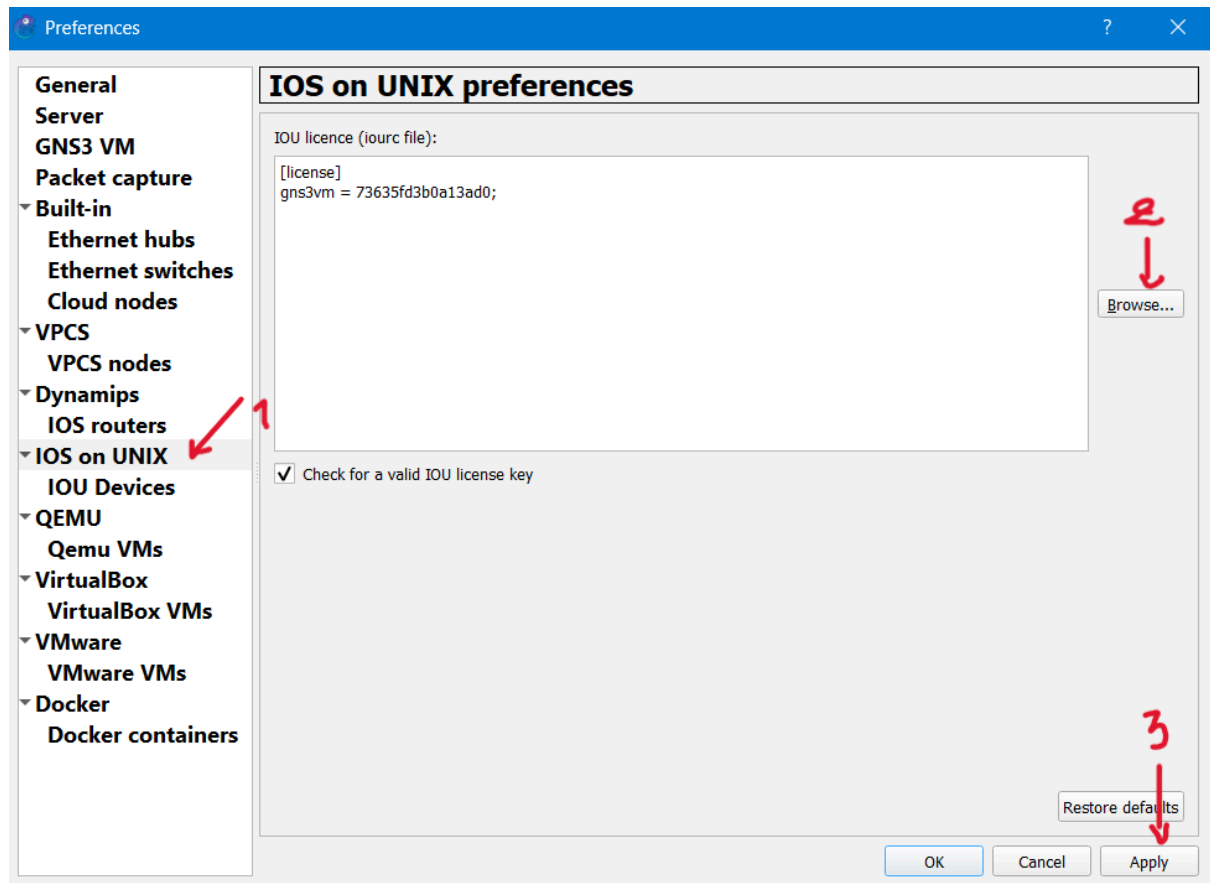 Preferences
?
General
Server
GNS3 VM
Packet capture
Built-in
Ethernet hubs
Ethernet switches
Cloud nodes
VPCS
VPCS nodes
Dynamips
IOS routers
IOS on UNIX
IOU Devices
QEMU
Qemu VMs
VirtualBox
VirtualBox VMs
VMware
VMware VMs
Docker
Docker containers
1
IOS on UNIX preferences
IOU licence (iourc file):
[license]
gns3vm = 73635fd3b0a13ad0;
2
Browse...
Check for a valid IOU license key
3
Restore defaults
OK Cancel Apply